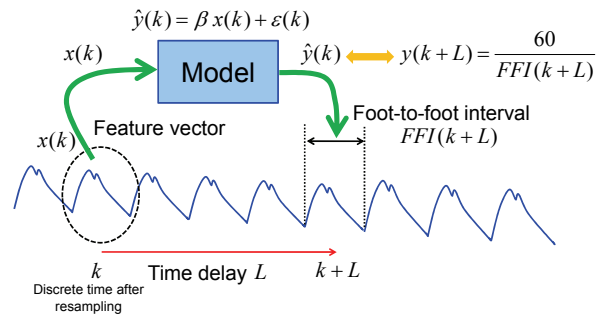 ŷ(k) = β x(k) + ε(k)
x(k)
Model
ŷ(k)
y(k+L) = 60 / FFI(k+L)
x(k)
Feature vector
Foot-to-foot interval
FFI(k+L)
k
Time delay L
k+L
Discrete time after
resampling